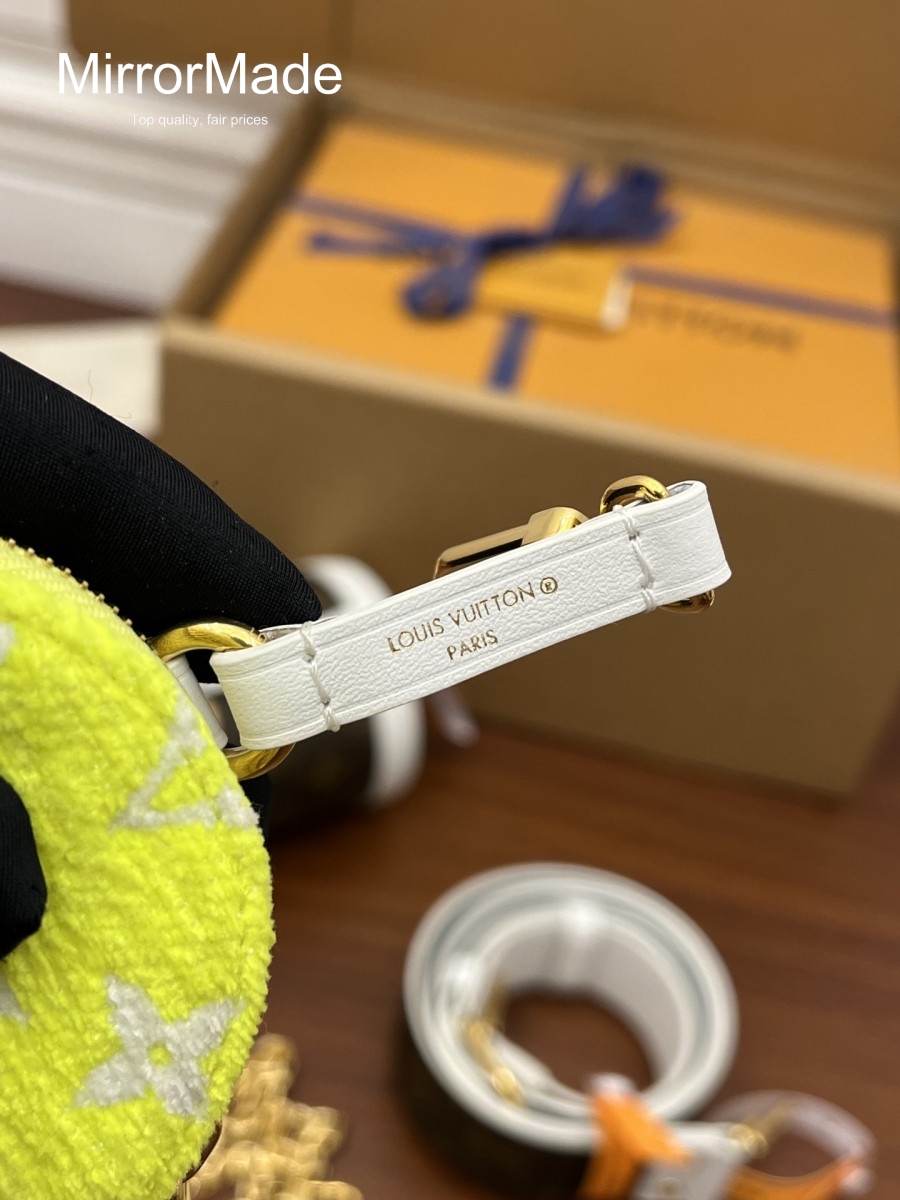 MirrorMade
Top quality, fair prices
LOUIS VUITTON ®
PARIS